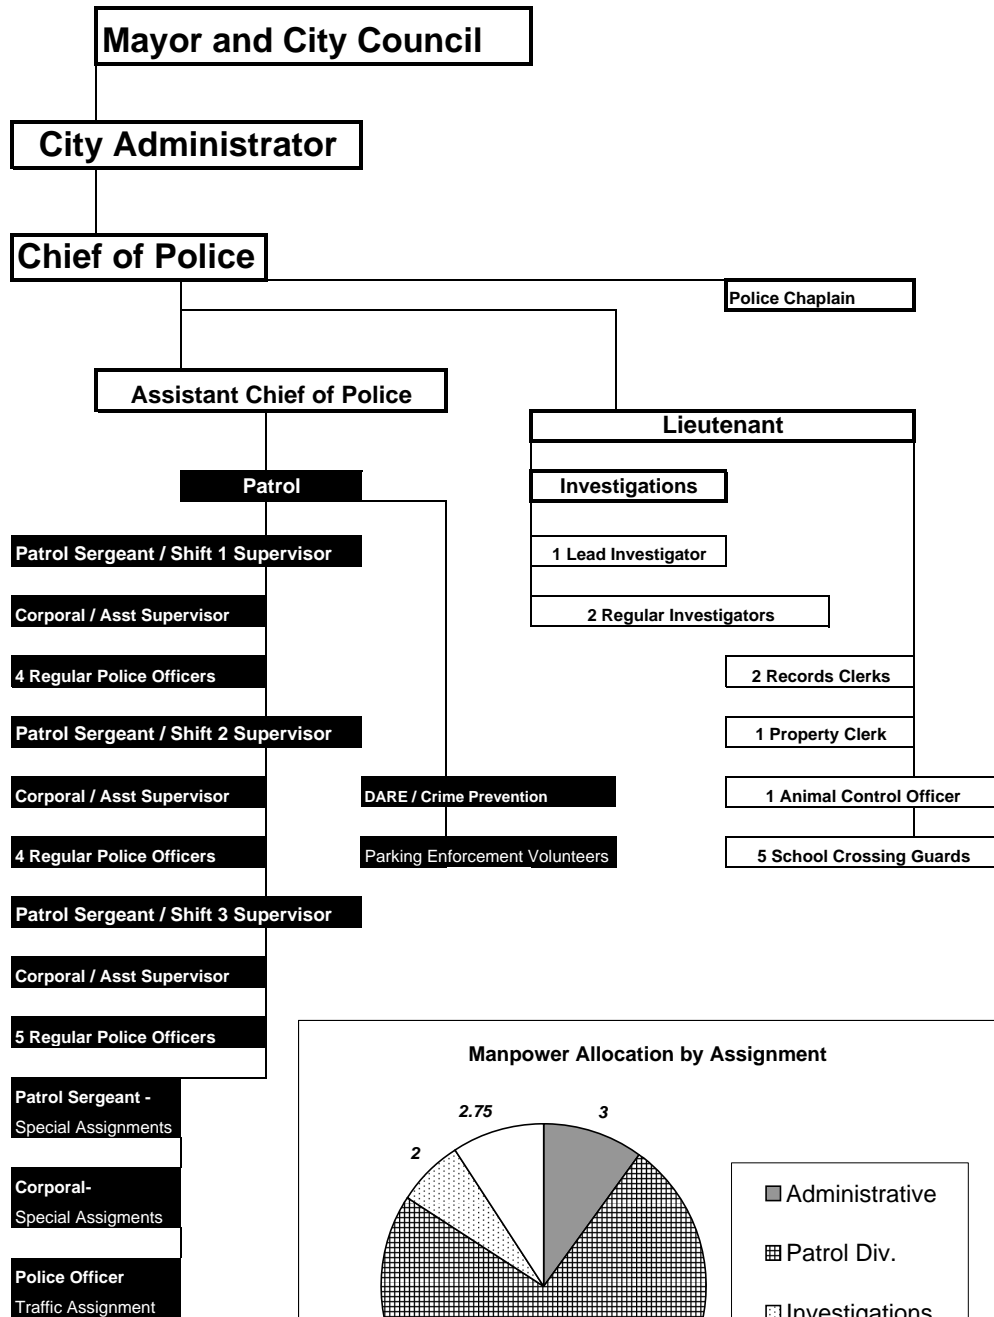 Mayor and City Council
City Administrator
Chief of Police
Police Chaplain
Assistant Chief of Police
Lieutenant
Patrol
Investigations
Patrol Sergeant / Shift 1 Supervisor
1 Lead Investigator
Corporal / Asst Supervisor
2 Regular Investigators
4 Regular Police Officers
2 Records Clerks
Patrol Sergeant / Shift 2 Supervisor
1 Property Clerk
Corporal / Asst Supervisor
DARE / Crime Prevention
1 Animal Control Officer
4 Regular Police Officers
Parking Enforcement Volunteers
5 School Crossing Guards
Patrol Sergeant / Shift 3 Supervisor
Corporal / Asst Supervisor
5 Regular Police Officers
Patrol Sergeant -
Special Assignments
Corporal-
Special Assigments
Police Officer
Traffic Assignment
Manpower Allocation by Assignment
2.75
3
2
Administrative
Patrol Div.
Investigations